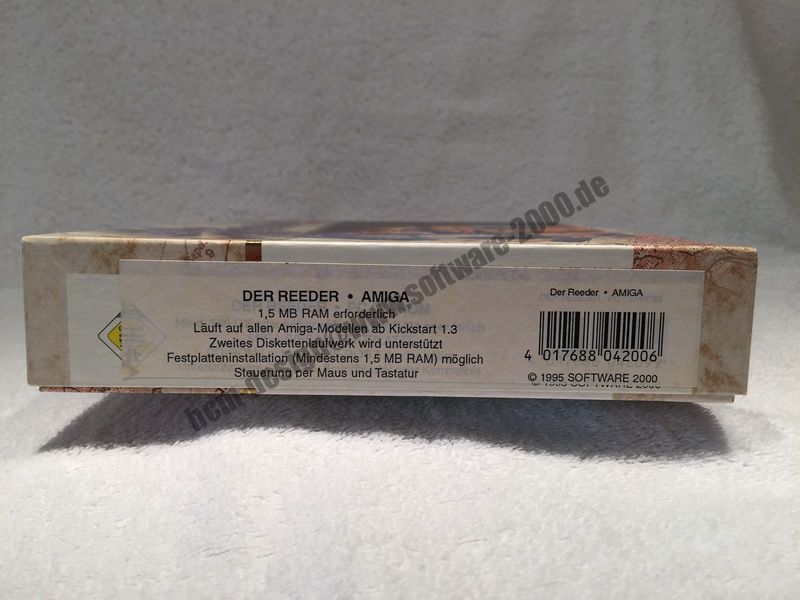 DER REEDER • AMIGA
1,5 MB RAM erforderlich
Läuft auf allen Amiga-Modellen ab Kickstart 1.3
Zweites Diskettenlaufwerk wird unterstützt
Festplatteninstallation (Mindestens 1,5 MB RAM) möglich
Steuerung per Maus und Tastatur
Der Reeder • AMIGA
4 017688 042006
© 1995 SOFTWARE 2000
software-2000.de